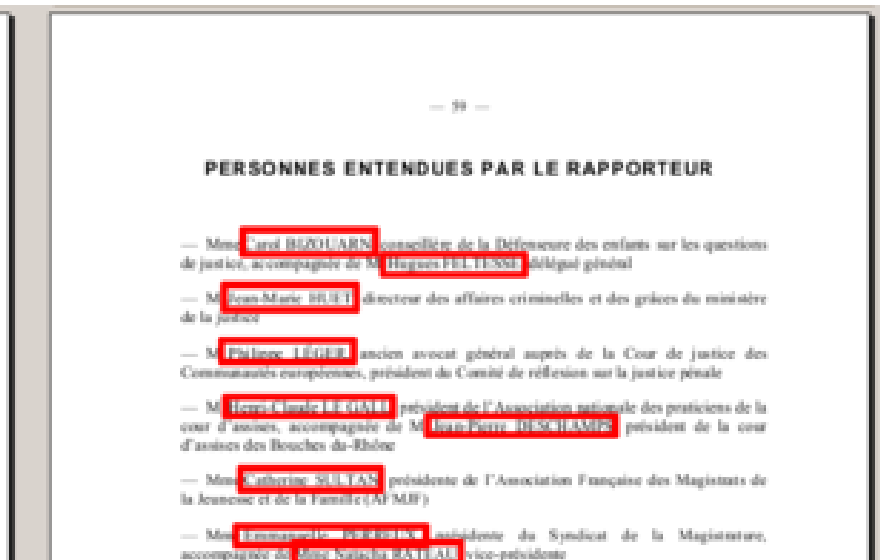 — 59 —
PERSONNES ENTENDUES PAR LE RAPPORTEUR
— Mme Carol BIZOUARN conseillère de la Défenseure des enfants sur les questions
de justice, accompagnée de M. Hugues FELTESSE délégué général
— M. Jean-Marie HUET, directeur des affaires criminelles et des grâces du ministère
de la justice
— M. Philippe LÉGER, ancien avocat général auprès de la Cour de justice des
Communautés européennes, président du Comité de réflexion sur la justice pénale
— M. Henri-Claude LE GALL, président de l'Association nationale des praticiens de la
cour d'assises, accompagnée de M. Jean-Pierre DESCHAMPS, président de la cour
d'assises des Bouches-du-Rhône
— Mme Catherine SULTAN, présidente de l'Association Française des Magistrats de
la Jeunesse et de la Famille (AFMJF)
— Mme Emmanuelle PERREUX, présidente du Syndicat de la Magistrature,
accompagnée de Mme Natacha RATEAU, vice-présidente